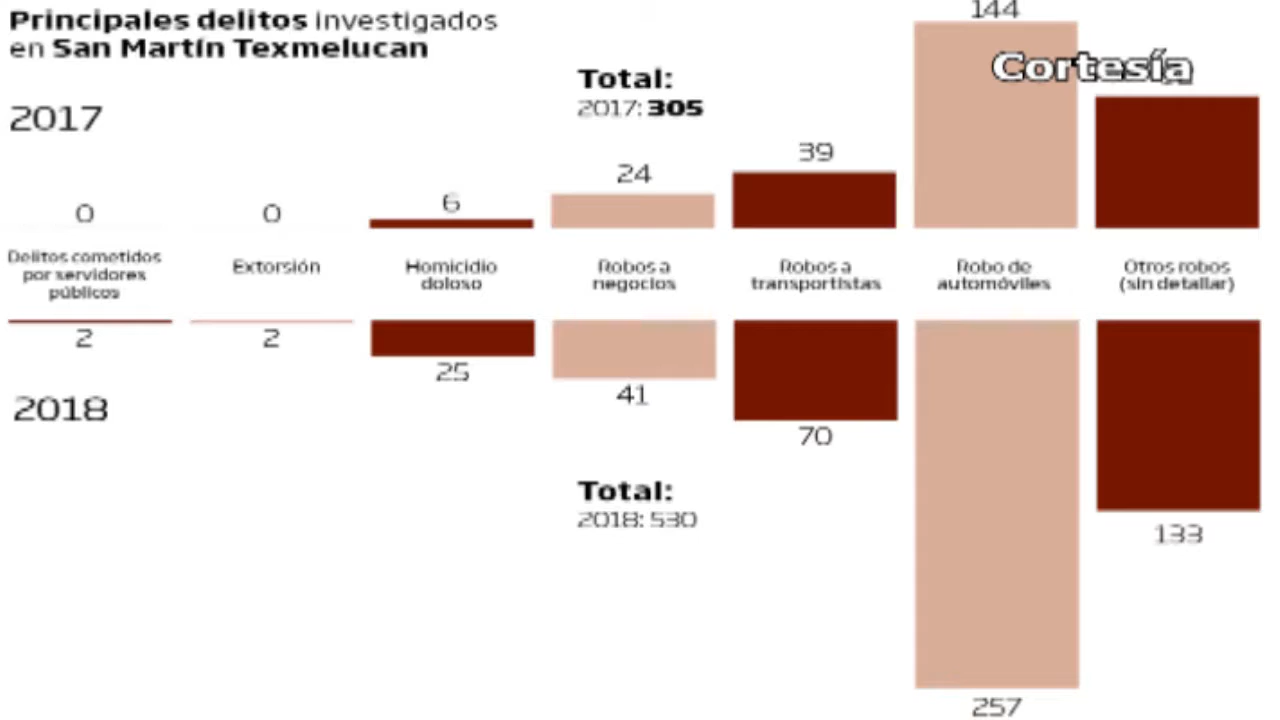 Principales delitos investigados
en San Martín Texmelucan
2017
Total:
2017: 305
Cortesía
0
0
6
24
39
144
Delitos cometidos
por servidores
públicos
Extorsión
Homicidio
doloso
Robos a
negocios
Robos a
transportistas
Robo de
automóviles
Otros robos
(sin detallar)
2
2
25
41
70
257
133
2018
Total:
2018: 530